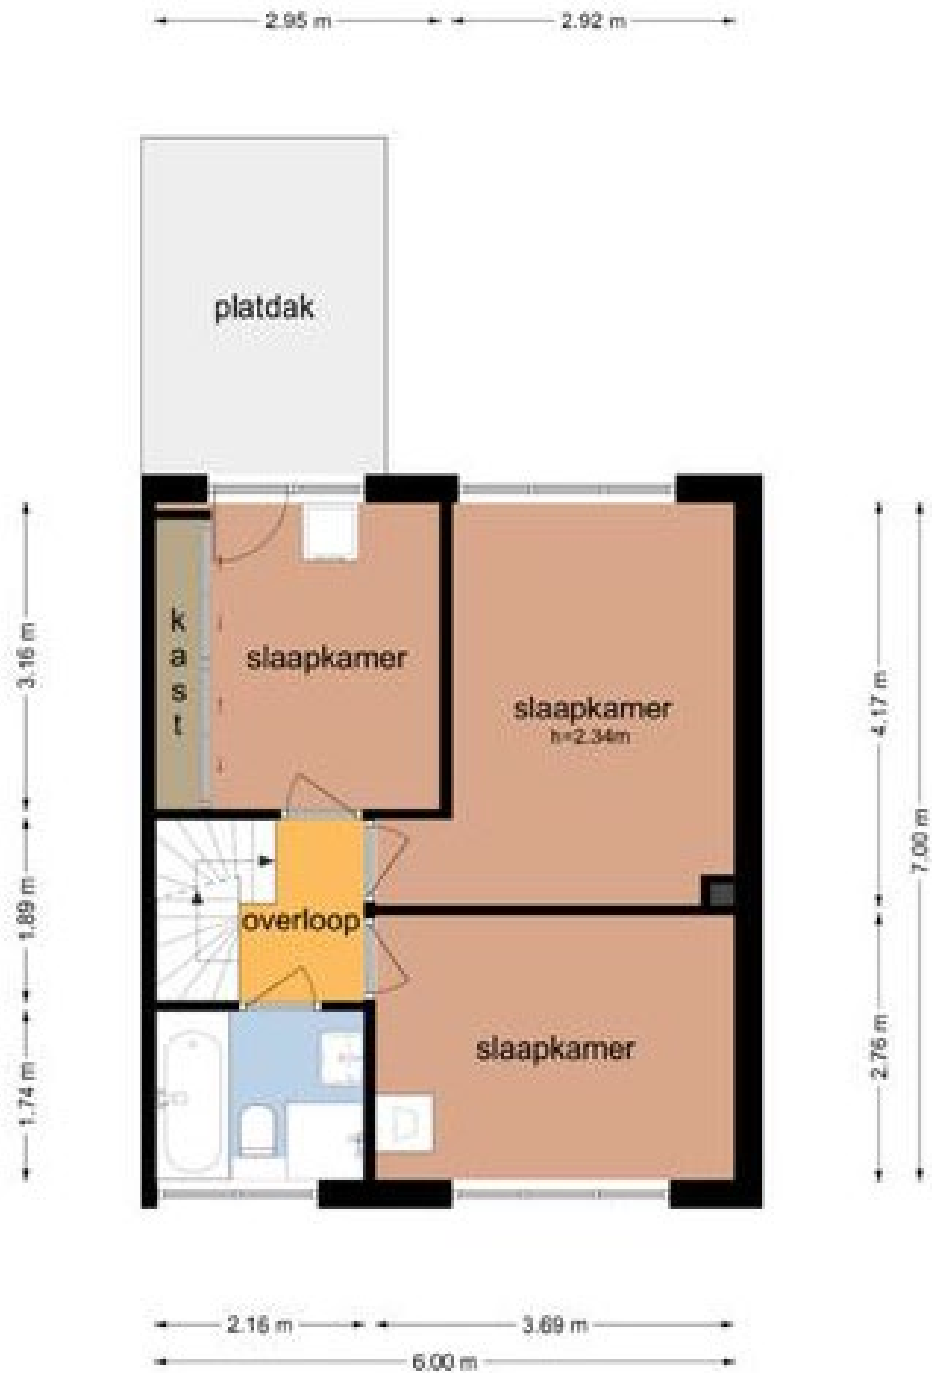 2.95 m
2.92 m
platdak
kast
slaapkamer
slaapkamer
h=2.34m
overloop
slaapkamer
3.16 m
1.89 m
1.74 m
4.17 m
2.76 m
7.00 m
2.16 m
3.69 m
6.00 m